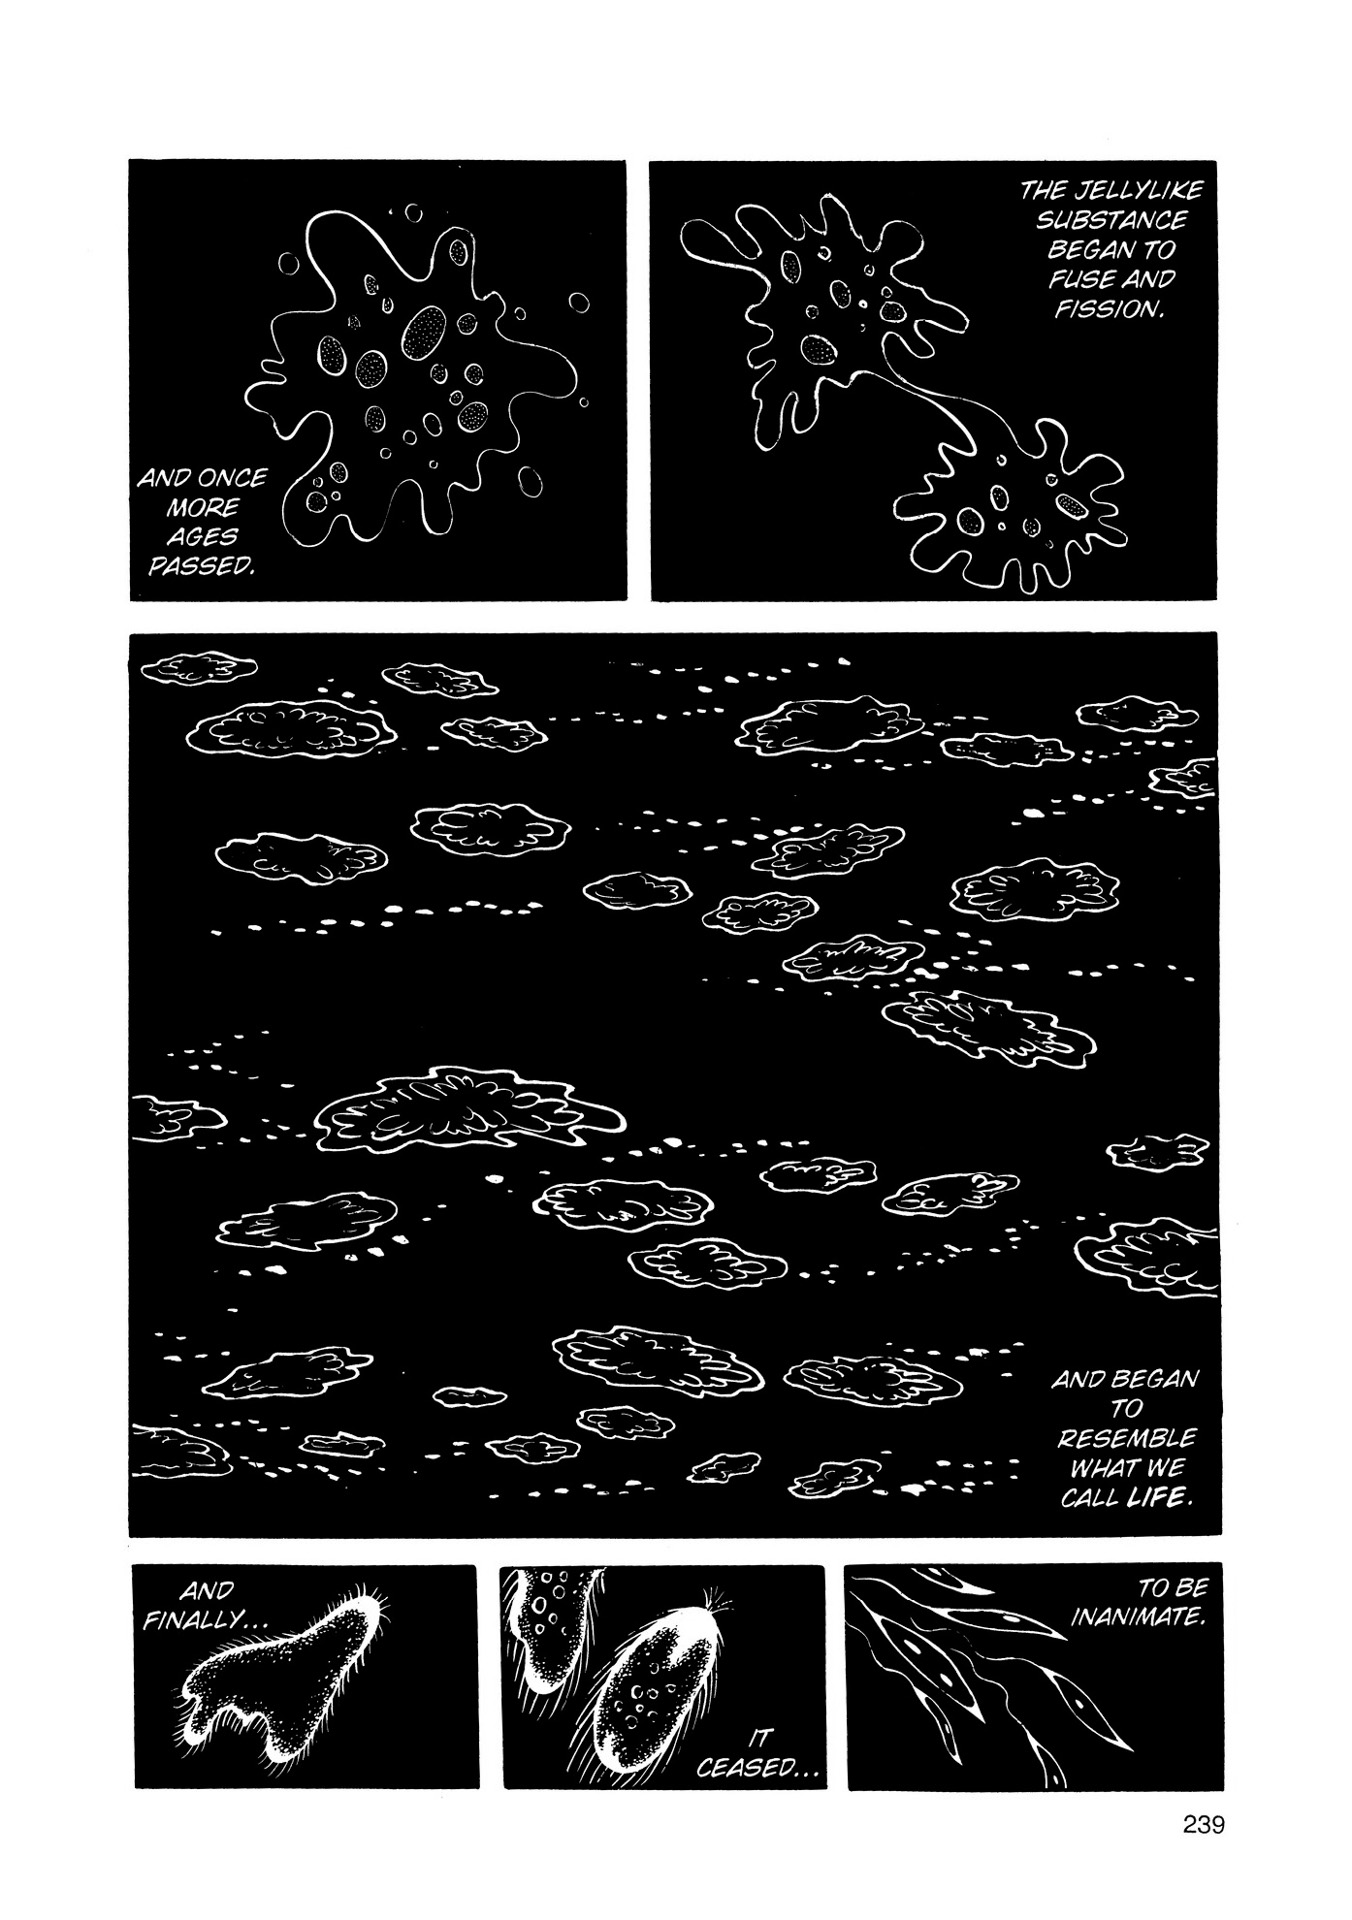 AND ONCE
MORE
AGES
PASSED.
THE JELLYLIKE
SUBSTANCE
BEGAN TO
FUSE AND
FISSION.
AND BEGAN
TO
RESEMBLE
WHAT WE
CALL LIFE.
AND
FINALLY...
IT
CEASED...
TO BE
INANIMATE.
239